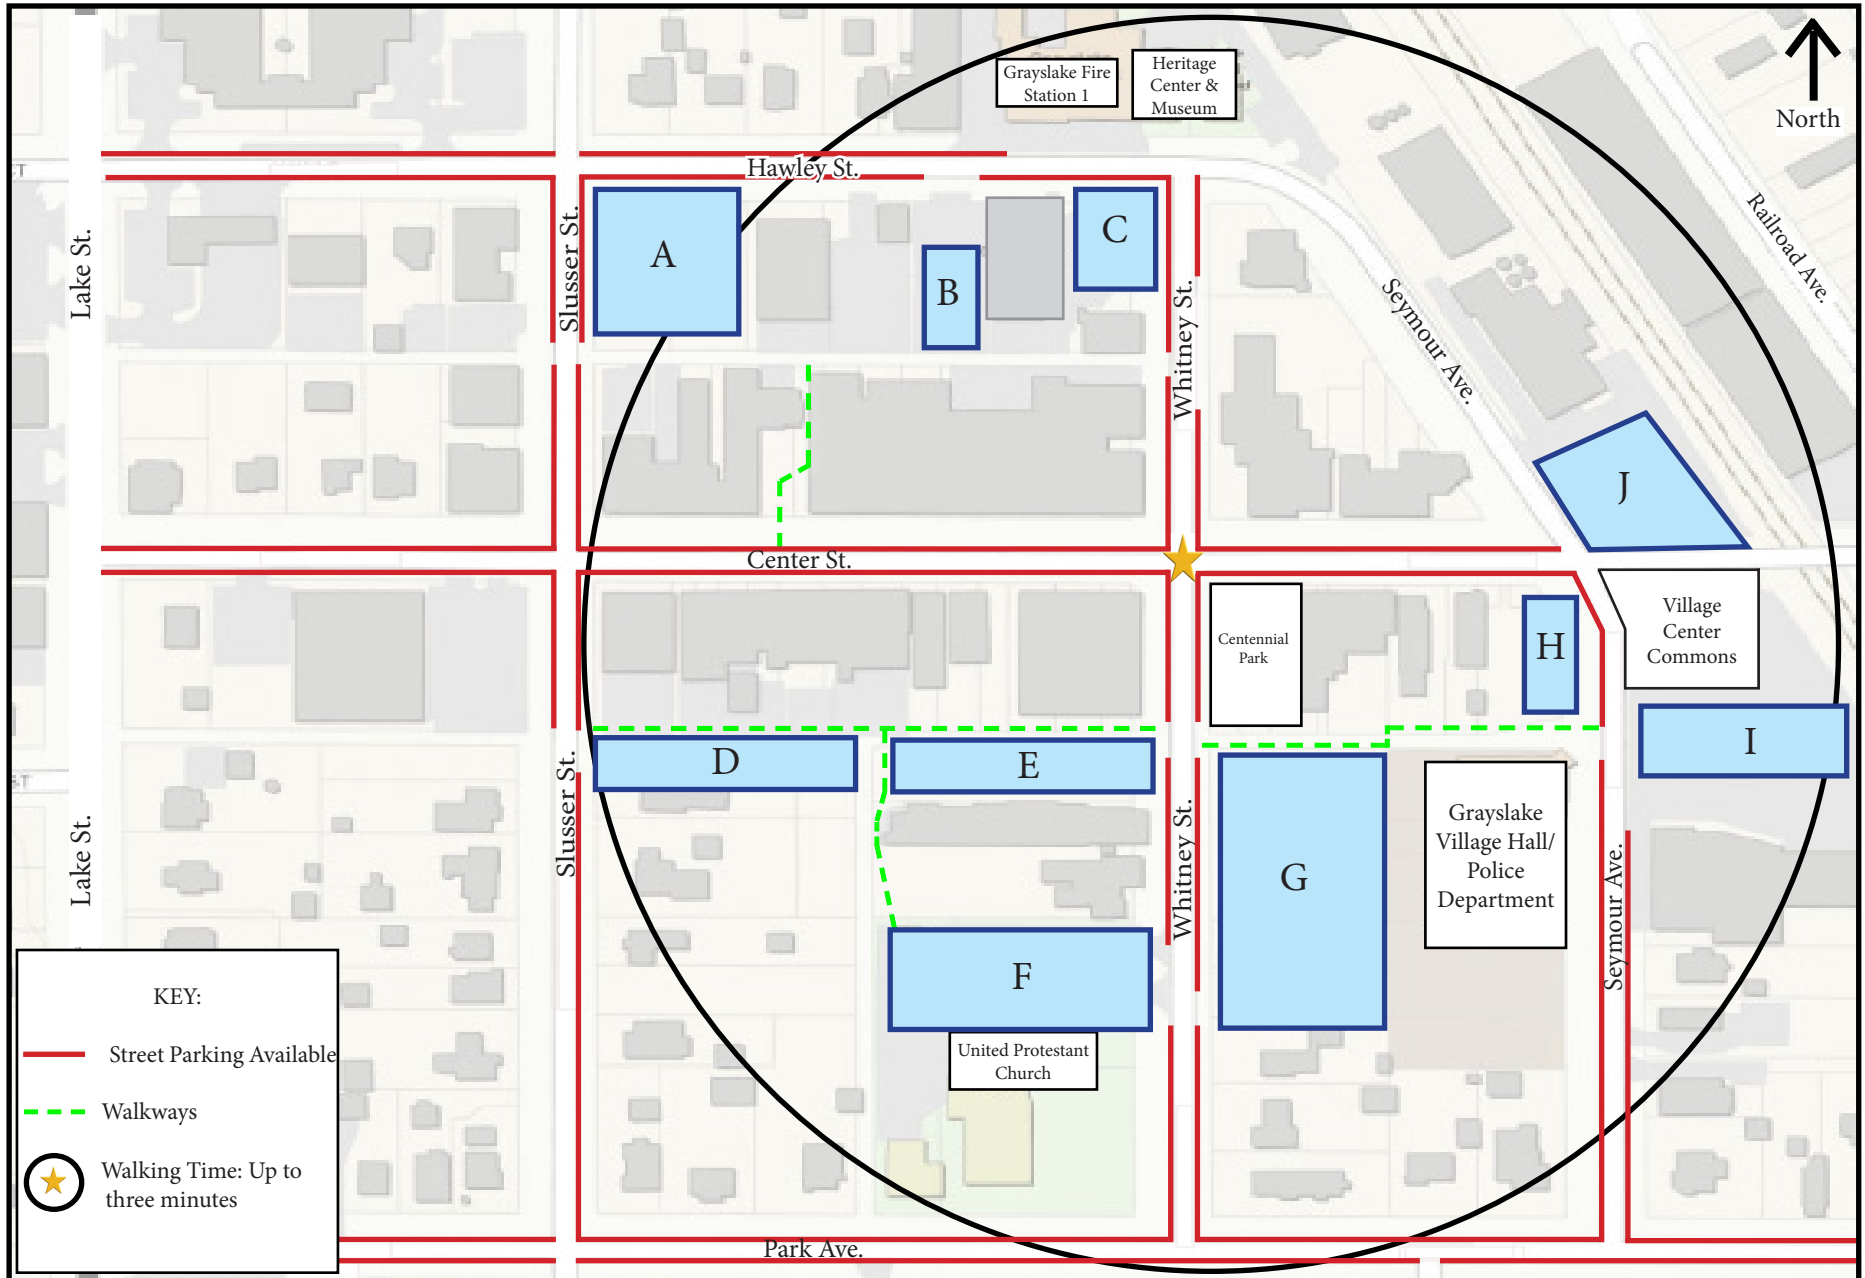 Grayslake Fire
Station 1
Heritage
Center &
Museum
North
Hawley St.
Lake St.
Slusser St.
A
B
C
Whitney St.
Seymour Ave.
Railroad Ave.
J
Center St.
Centennial
Park
H
Village
Center
Commons
I
D
E
Slusser St.
Lake St.
Whitney St.
G
Grayslake
Village Hall/
Police
Department
Seymour Ave.
F
United Protestant
Church
KEY:
Street Parking Available
Walkways
Walking Time: Up to
three minutes
Park Ave.